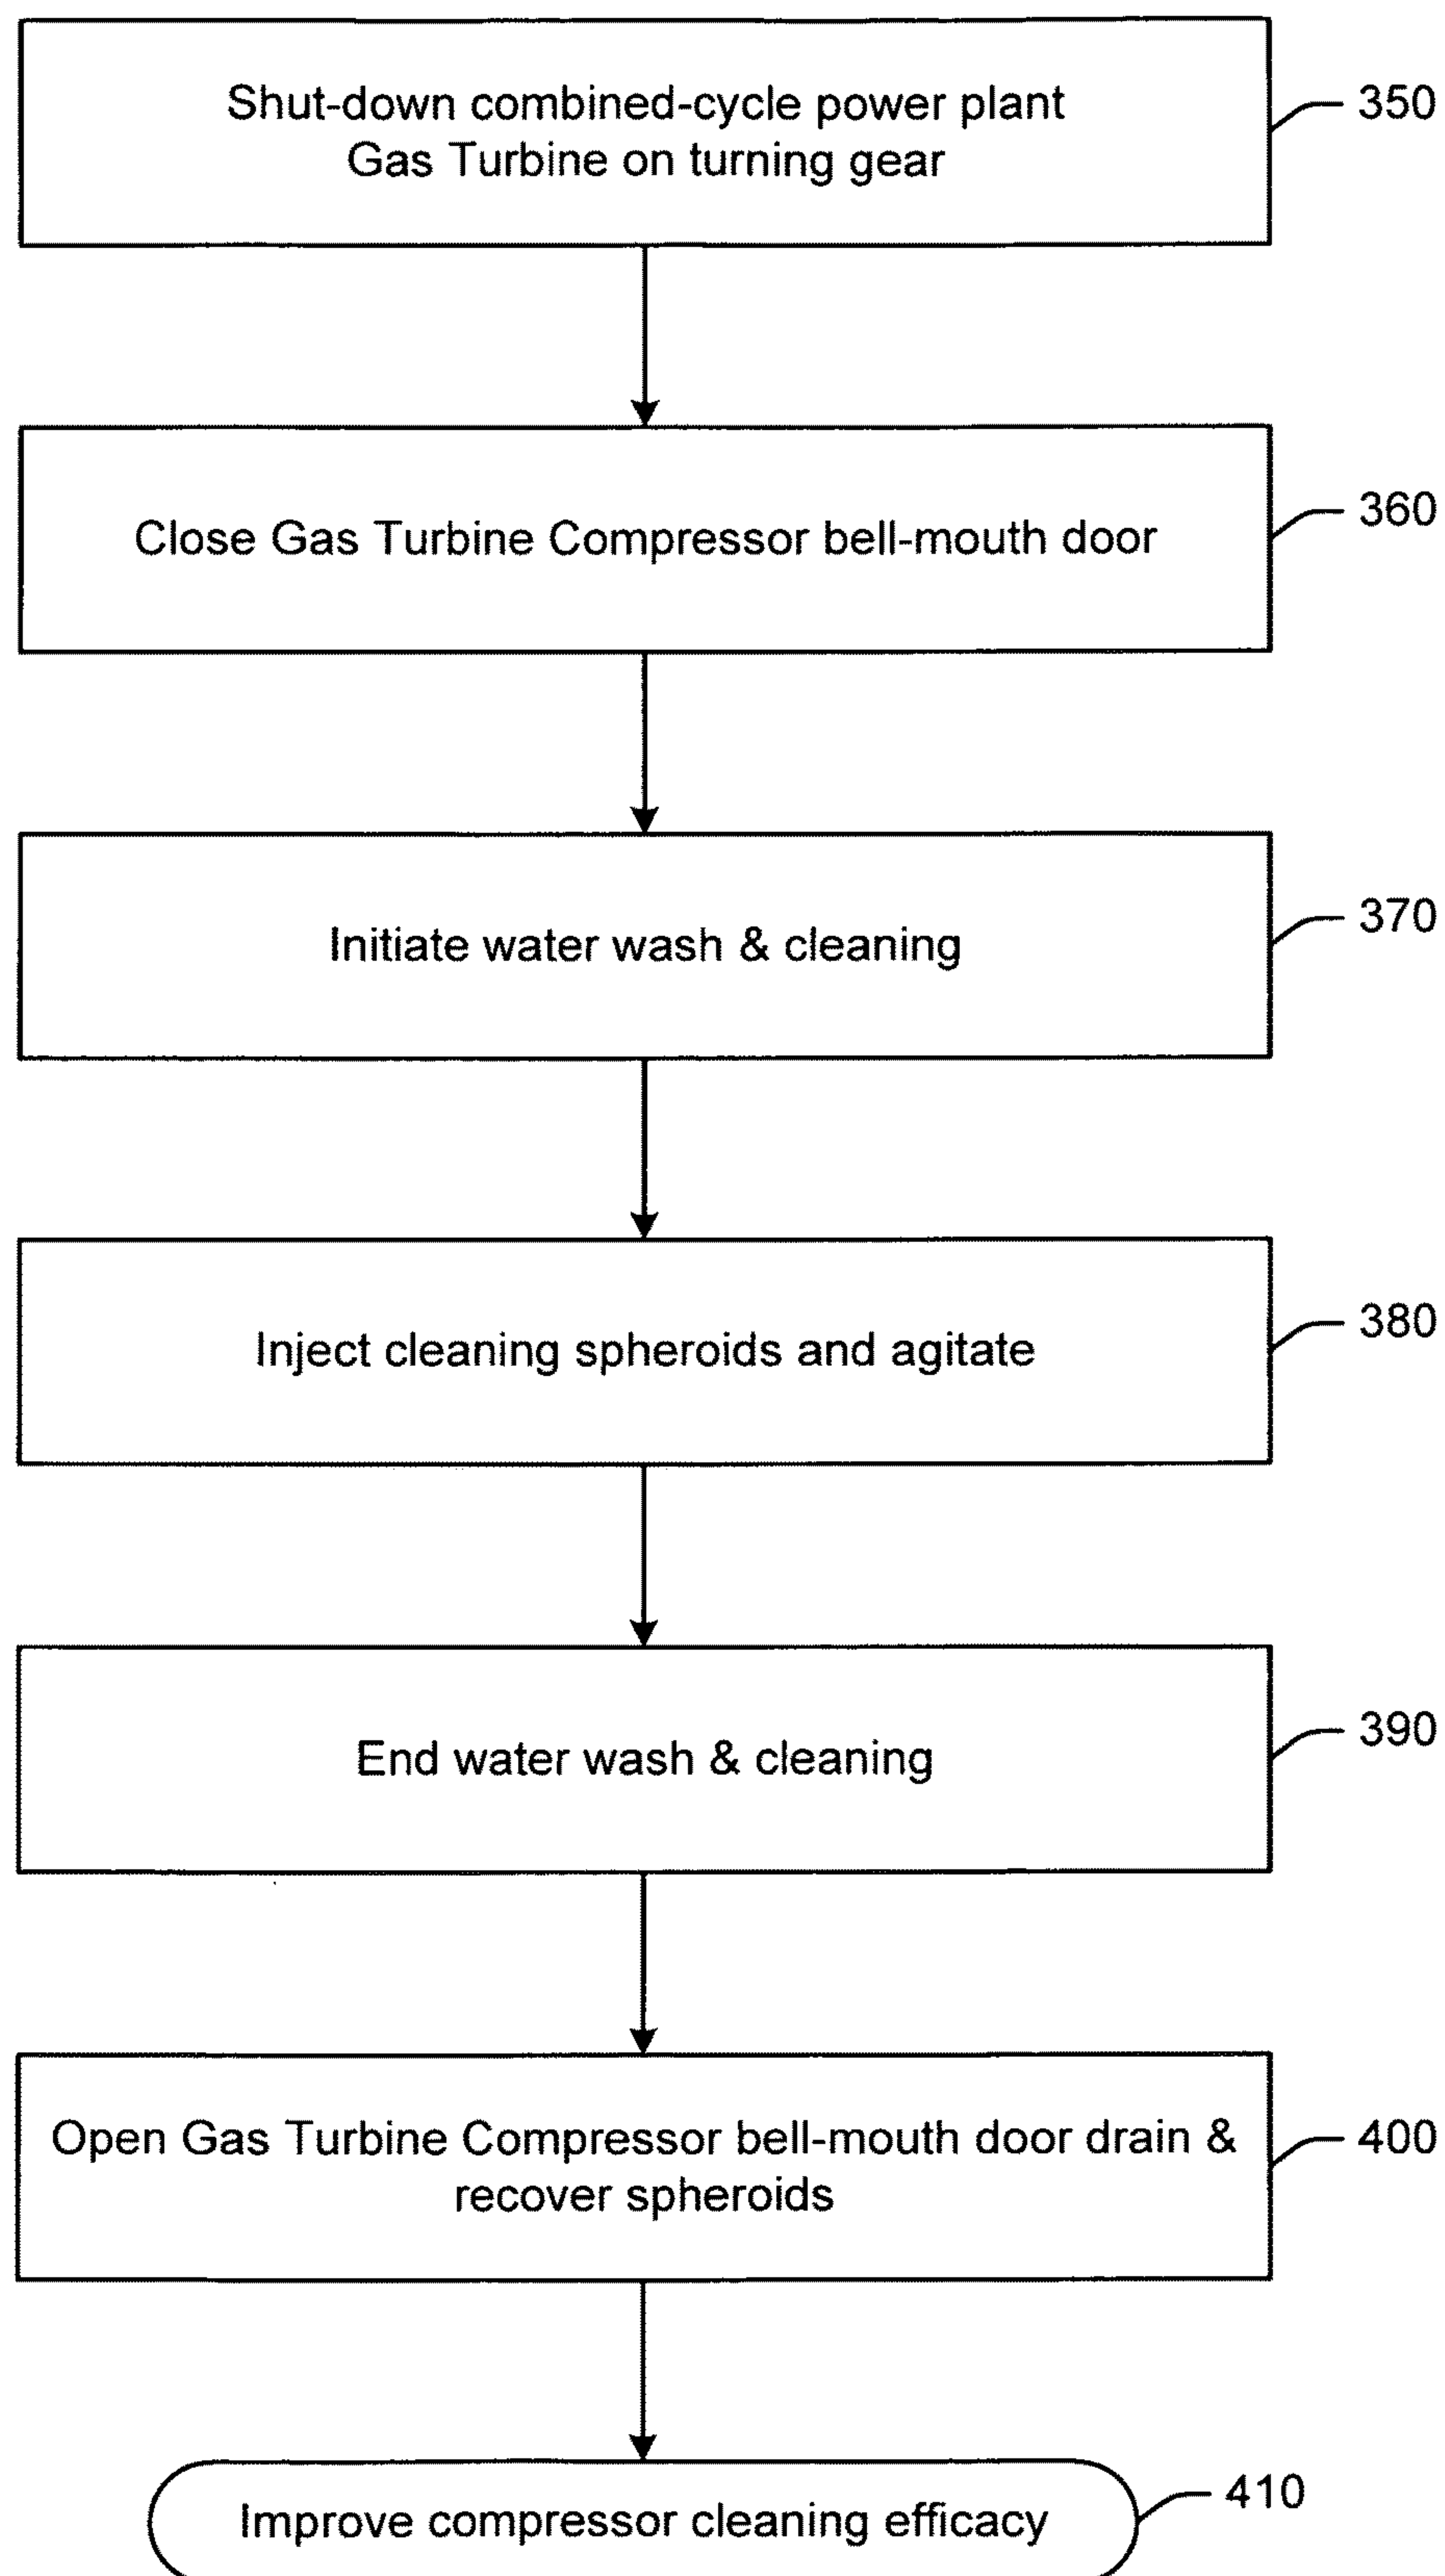 Shut-down combined-cycle power plant
Gas Turbine on turning gear
350
Close Gas Turbine Compressor bell-mouth door
360
Initiate water wash & cleaning
370
Inject cleaning spheroids and agitate
380
End water wash & cleaning
390
Open Gas Turbine Compressor bell-mouth door drain &
recover spheroids
400
Improve compressor cleaning efficacy
410